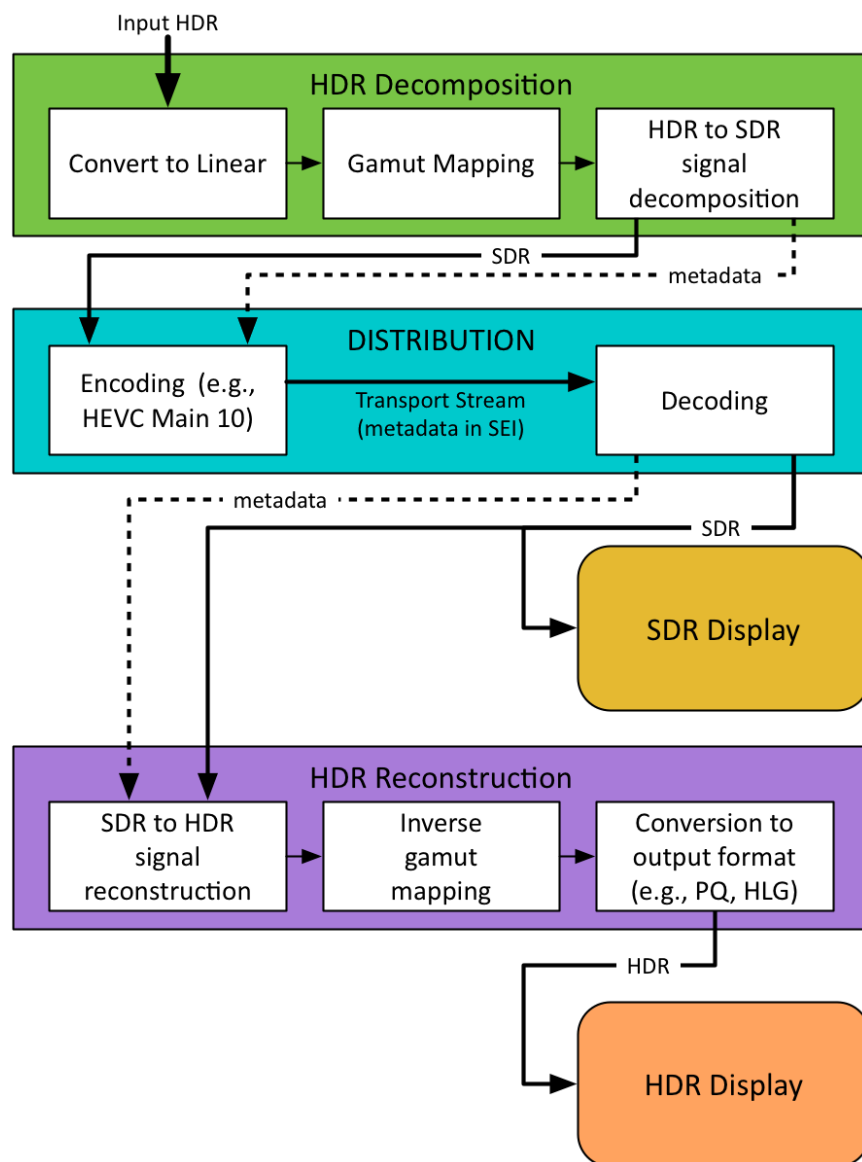 Input HDR
HDR Decomposition
Convert to Linear
Gamut Mapping
HDR to SDR
signal
decomposition
SDR
metadata
DISTRIBUTION
Encoding (e.g.,
HEVC Main 10)
Transport Stream
(metadata in SEI)
Decoding
metadata
SDR
SDR Display
HDR Reconstruction
SDR to HDR
signal
reconstruction
Inverse
gamut
mapping
Conversion to
output format
(e.g., PQ, HLG)
HDR
HDR Display